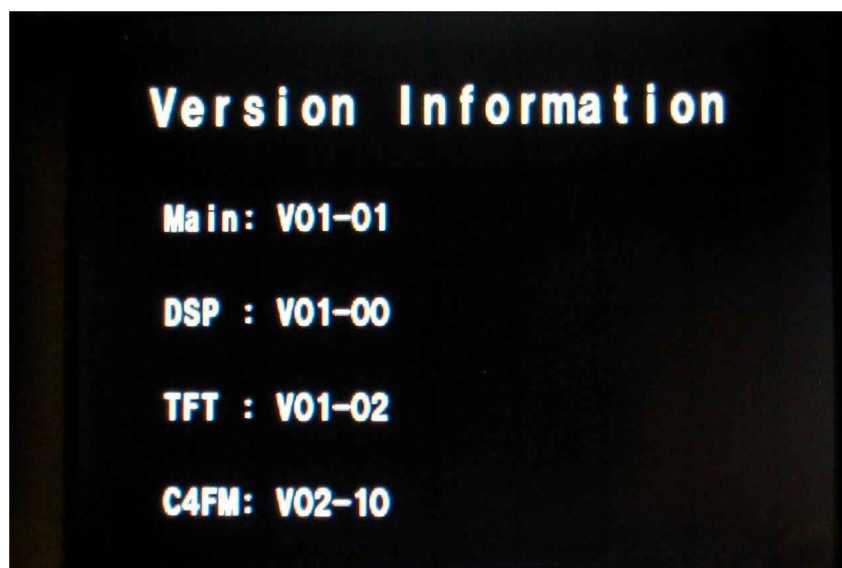 Version Information
Main: V01-01
DSP : V01-00
TFT : V01-02
C4FM: V02-10